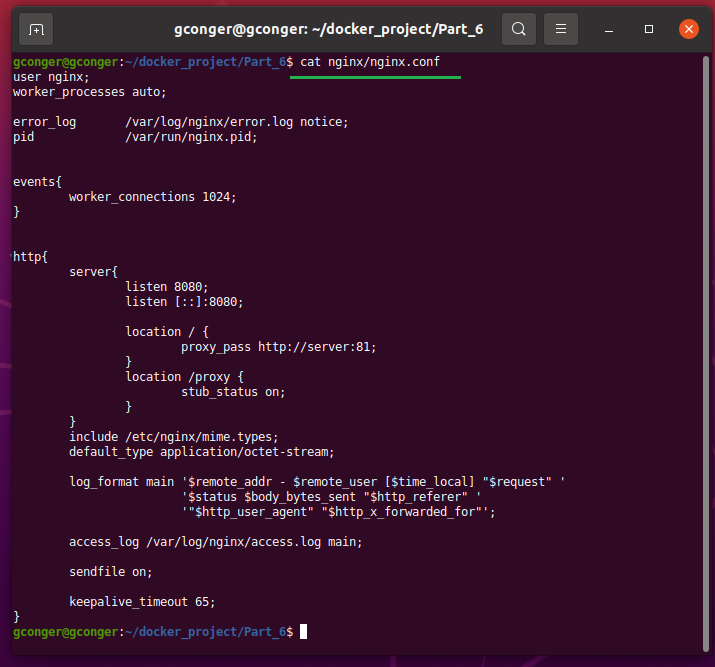 gconger@gconger: ~/docker_project/Part_6
gconger@gconger:~/docker_project/Part_6$ cat nginx/nginx.conf
user nginx;
worker_processes auto;
error_log /var/log/nginx/error.log notice;
pid /var/run/nginx.pid;
events{
worker_connections 1024;
}
http{
server{
listen 8080;
listen [::]:8080;
location / {
proxy_pass http://server:81;
}
location /proxy {
stub_status on;
}
}
include /etc/nginx/mime.types;
default_type application/octet-stream;
log_format main '$remote_addr - $remote_user [$time_local] "$request" '
'$status $body_bytes_sent "$http_referer" '
'"$http_user_agent" "$http_x_forwarded_for"';
access_log /var/log/nginx/access.log main;
sendfile on;
keepalive_timeout 65;
}
gconger@gconger:~/docker_project/Part_6$